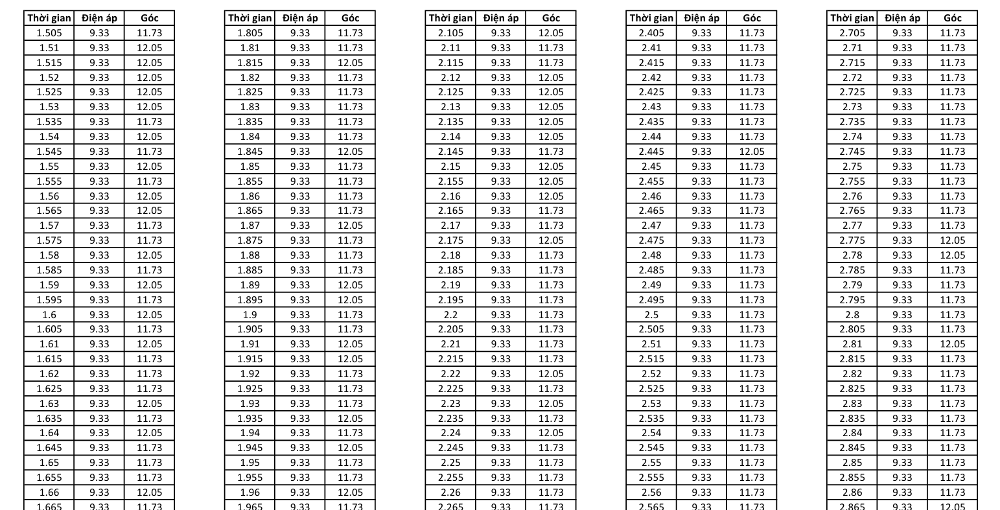 Thời gian Điện áp Góc Thời gian Điện áp Góc Thời gian Điện áp Góc Thời gian Điện áp Góc Thời gian Điện áp Góc
1.505 9.33 11.73 1.805 9.33 11.73 2.105 9.33 12.05 2.405 9.33 11.73 2.705 9.33 11.73
1.51 9.33 12.05 1.81 9.33 11.73 2.11 9.33 11.73 2.41 9.33 11.73 2.71 9.33 11.73
1.515 9.33 12.05 1.815 9.33 12.05 2.115 9.33 11.73 2.415 9.33 11.73 2.715 9.33 11.73
1.52 9.33 12.05 1.82 9.33 11.73 2.12 9.33 12.05 2.42 9.33 11.73 2.72 9.33 11.73
1.525 9.33 12.05 1.825 9.33 11.73 2.125 9.33 12.05 2.425 9.33 11.73 2.725 9.33 11.73
1.53 9.33 12.05 1.83 9.33 11.73 2.13 9.33 12.05 2.43 9.33 11.73 2.73 9.33 11.73
1.535 9.33 11.73 1.835 9.33 11.73 2.135 9.33 12.05 2.435 9.33 11.73 2.735 9.33 11.73
1.54 9.33 12.05 1.84 9.33 11.73 2.14 9.33 12.05 2.44 9.33 11.73 2.74 9.33 11.73
1.545 9.33 11.73 1.845 9.33 12.05 2.145 9.33 11.73 2.445 9.33 12.05 2.745 9.33 11.73
1.55 9.33 12.05 1.85 9.33 11.73 2.15 9.33 12.05 2.45 9.33 11.73 2.75 9.33 11.73
1.555 9.33 11.73 1.855 9.33 11.73 2.155 9.33 12.05 2.455 9.33 11.73 2.755 9.33 11.73
1.56 9.33 12.05 1.86 9.33 11.73 2.16 9.33 12.05 2.46 9.33 11.73 2.76 9.33 11.73
1.565 9.33 12.05 1.865 9.33 11.73 2.165 9.33 11.73 2.465 9.33 11.73 2.765 9.33 11.73
1.57 9.33 11.73 1.87 9.33 12.05 2.17 9.33 11.73 2.47 9.33 11.73 2.77 9.33 11.73
1.575 9.33 11.73 1.875 9.33 11.73 2.175 9.33 12.05 2.475 9.33 11.73 2.775 9.33 12.05
1.58 9.33 12.05 1.88 9.33 11.73 2.18 9.33 11.73 2.48 9.33 11.73 2.78 9.33 12.05
1.585 9.33 11.73 1.885 9.33 11.73 2.185 9.33 11.73 2.485 9.33 11.73 2.785 9.33 11.73
1.59 9.33 12.05 1.89 9.33 12.05 2.19 9.33 11.73 2.49 9.33 11.73 2.79 9.33 11.73
1.595 9.33 11.73 1.895 9.33 12.05 2.195 9.33 11.73 2.495 9.33 11.73 2.795 9.33 11.73
1.6 9.33 12.05 1.9 9.33 11.73 2.2 9.33 11.73 2.5 9.33 11.73 2.8 9.33 11.73
1.605 9.33 11.73 1.905 9.33 11.73 2.205 9.33 11.73 2.505 9.33 11.73 2.805 9.33 11.73
1.61 9.33 12.05 1.91 9.33 12.05 2.21 9.33 11.73 2.51 9.33 11.73 2.81 9.33 12.05
1.615 9.33 11.73 1.915 9.33 12.05 2.215 9.33 11.73 2.515 9.33 11.73 2.815 9.33 11.73
1.62 9.33 11.73 1.92 9.33 11.73 2.22 9.33 12.05 2.52 9.33 11.73 2.82 9.33 11.73
1.625 9.33 11.73 1.925 9.33 11.73 2.225 9.33 11.73 2.525 9.33 11.73 2.825 9.33 11.73
1.63 9.33 12.05 1.93 9.33 11.73 2.23 9.33 12.05 2.53 9.33 11.73 2.83 9.33 11.73
1.635 9.33 11.73 1.935 9.33 12.05 2.235 9.33 11.73 2.535 9.33 11.73 2.835 9.33 11.73
1.64 9.33 12.05 1.94 9.33 11.73 2.24 9.33 12.05 2.54 9.33 11.73 2.84 9.33 11.73
1.645 9.33 11.73 1.945 9.33 12.05 2.245 9.33 11.73 2.545 9.33 11.73 2.845 9.33 11.73
1.65 9.33 11.73 1.95 9.33 11.73 2.25 9.33 11.73 2.55 9.33 11.73 2.85 9.33 11.73
1.655 9.33 11.73 1.955 9.33 11.73 2.255 9.33 11.73 2.555 9.33 11.73 2.855 9.33 11.73
1.66 9.33 12.05 1.96 9.33 12.05 2.26 9.33 11.73 2.56 9.33 11.73 2.86 9.33 11.73
1.665 9.33 11.73 1.965 9.33 11.73 2.265 9.33 11.73 2.565 9.33 11.73 2.865 9.33 12.05